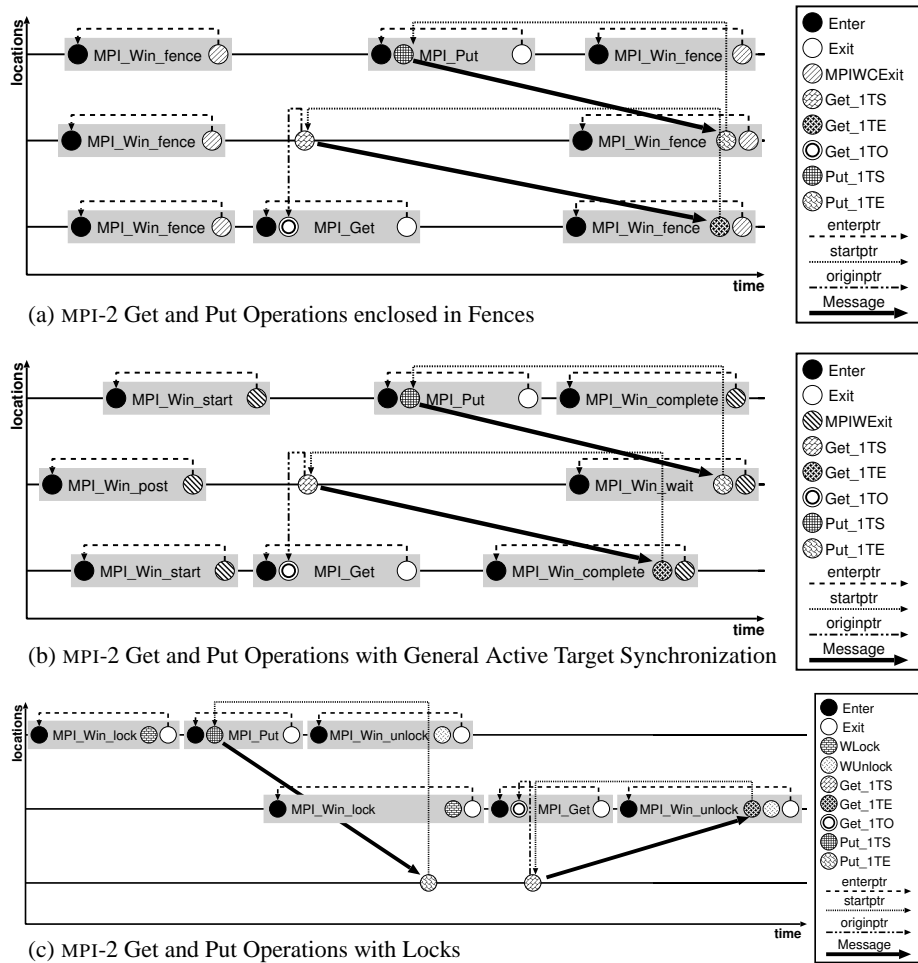 locations
MPI_Win_fence
MPI_Put
MPI_Win_fence
MPI_Win_fence
MPI_Win_fence
MPI_Win_fence
MPI_Get
MPI_Win_fence
time
Enter
Exit
MPIWCExit
Get_1TS
Get_1TE
Get_1TO
Put_1TS
Put_1TE
enterptr
startptr
originptr
Message
(a) MPI-2 Get and Put Operations enclosed in Fences
locations
MPI_Win_start
MPI_Put
MPI_Win_complete
MPI_Win_post
MPI_Win_wait
MPI_Win_start
MPI_Get
MPI_Win_complete
time
Enter
Exit
MPIWExit
Get_1TS
Get_1TE
Get_1TO
Put_1TS
Put_1TE
enterptr
startptr
originptr
Message
(b) MPI-2 Get and Put Operations with General Active Target Synchronization
locations
MPI_Win_lock
MPI_Put
MPI_Win_unlock
MPI_Win_lock
MPI_Get
MPI_Win_unlock
time
Enter
Exit
WLock
WUnlock
Get_1TS
Get_1TE
Get_1TO
Put_1TS
Put_1TE
enterptr
startptr
originptr
Message
(c) MPI-2 Get and Put Operations with Locks